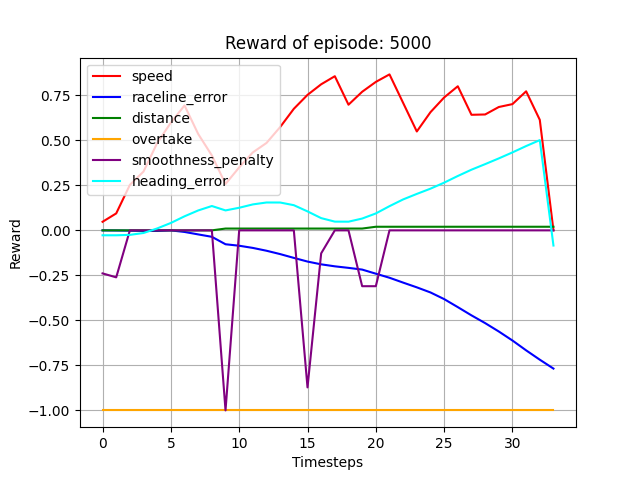 Reward of episode: 5000
speed
raceline_error
distance
overtake
smoothness_penalty
heading_error
Reward
0.75
0.50
0.25
0.00
−0.25
−0.50
−0.75
−1.00
0 5 10 15 20 25 30
Timesteps